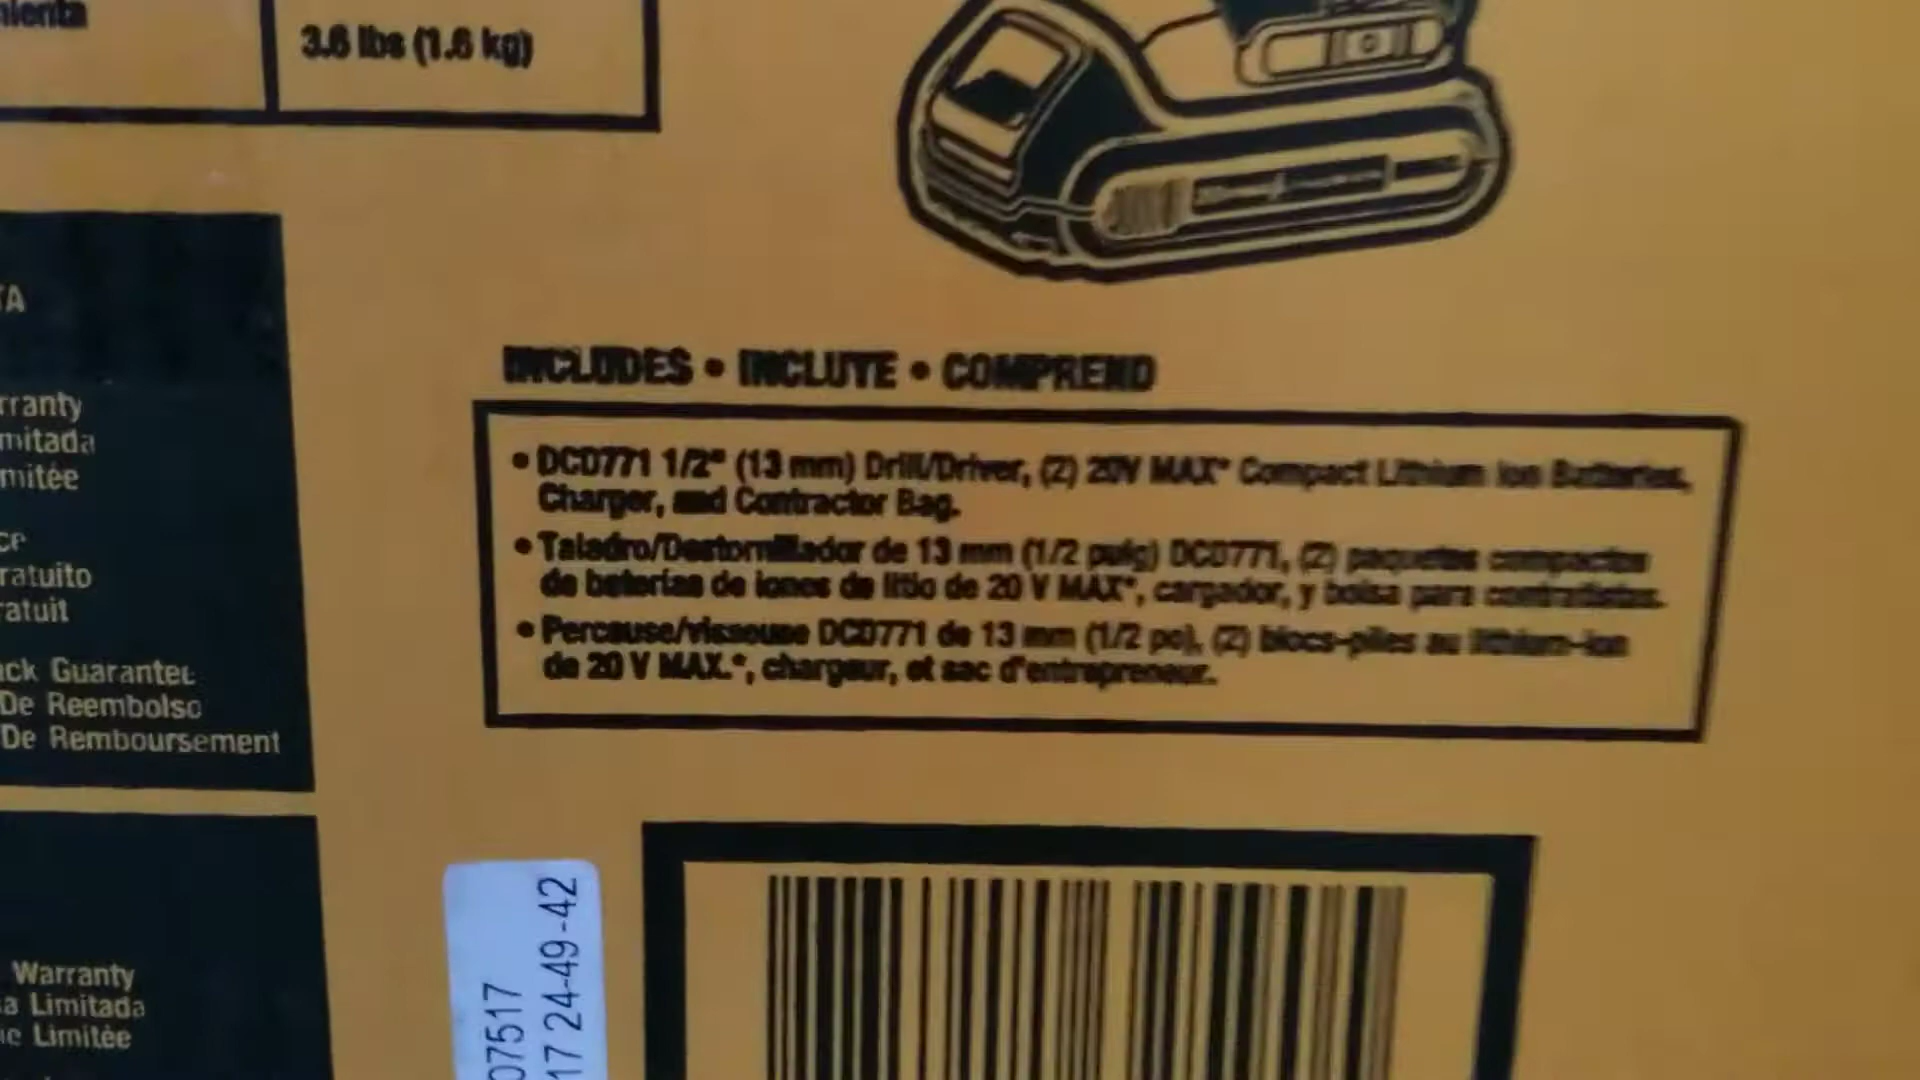 3.6 lbs (1.6 kg)
TA
rranty
mitada
mitée
ce
ratuito
ratuit
ck Guarantee
De Reembolso
De Remboursement
Warranty
a Limitada
ie Limitée
INCLUDES • INCLUYE • COMPREND
• DCD771 1/2" (13 mm) Drill/Driver, (2) 20V MAX* Compact Lithium Ion Batteries,
Charger, and Contractor Bag.
• Taladro/Destornillador de 13 mm (1/2 pulg) DCD771, (2) paquetes compactos
de baterías de iones de litio de 20 V MAX*, cargador, y bolsa para contratistas.
• Perceuse/visseuse DCD771 de 13 mm (1/2 po), (2) blocs-piles au lithium-ion
de 20 V MAX.*, chargeur, et sac d'entrepreneur.
07517
17 24-49-42